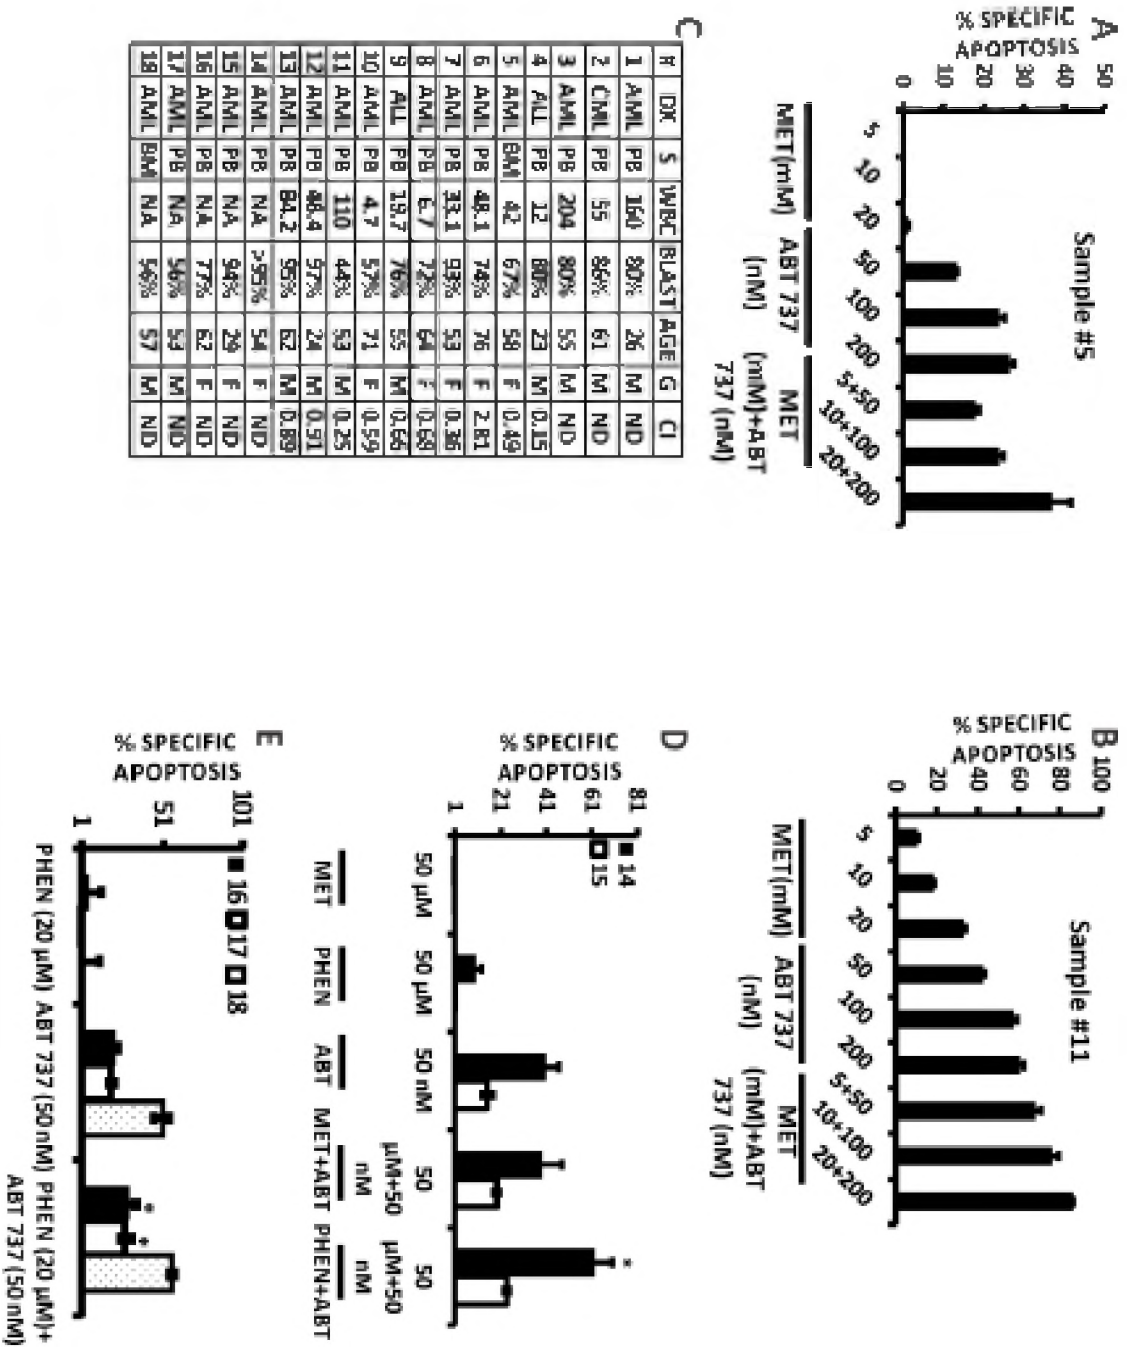 A
% SPECIFIC
APOPTOSIS
50
40
30
20
10
0
Sample #5
5 10 20 50 100 200 5+50 10+100 20+200
MET(mM) ABT 737 MET
(nM) (mM)+ABT
737 (nM)
B
% SPECIFIC
APOPTOSIS
100
80
60
40
20
0
Sample #11
5 10 20 50 100 200 5+50 10+100 20+200
MET(mM) ABT 737 MET
(nM) (mM)+ABT
737 (nM)
C
# DX S WBC BLAST AGE G CI
1 AML PB 160 80% 26 M ND
2 CML PB 55 86% 61 M ND
3 AML PB 204 80% 55 M ND
4 ALL PB 12 80% 23 M 0.15
5 AML BM 42 67% 58 F 0.49
6 AML PB 48.1 74% 76 F 2.81
7 AML PB 33.1 93% 53 F 0.36
8 AML PB 6.7 72% 64 F 0.69
9 ALL PB 19.7 76% 55 M 0.66
10 AML PB 4.7 57% 71 F 0.59
11 AML PB 110 44% 53 M 0.25
12 AML PB 48.4 97% 24 M 0.91
13 AML PB 84.2 95% 62 M 0.89
14 AML PB NA >95% 54 F ND
15 AML PB NA 94% 29 F ND
16 AML PB NA 77% 62 F ND
17 AML PB NA 56% 53 M ND
18 AML BM NA 57 M ND
D
% SPECIFIC
APOPTOSIS
81
61
41
21
1
14
15
*
50 µM 50 µM 50 nM 50 50
µM+50 µM+50
nM nM
MET PHEN ABT MET+ABT PHEN+ABT
E
% SPECIFIC
APOPTOSIS
101
51
1
16 17 18
* *
PHEN (20 µM) ABT 737 (50 nM) PHEN (20 µM)+
ABT 737 (50 nM)